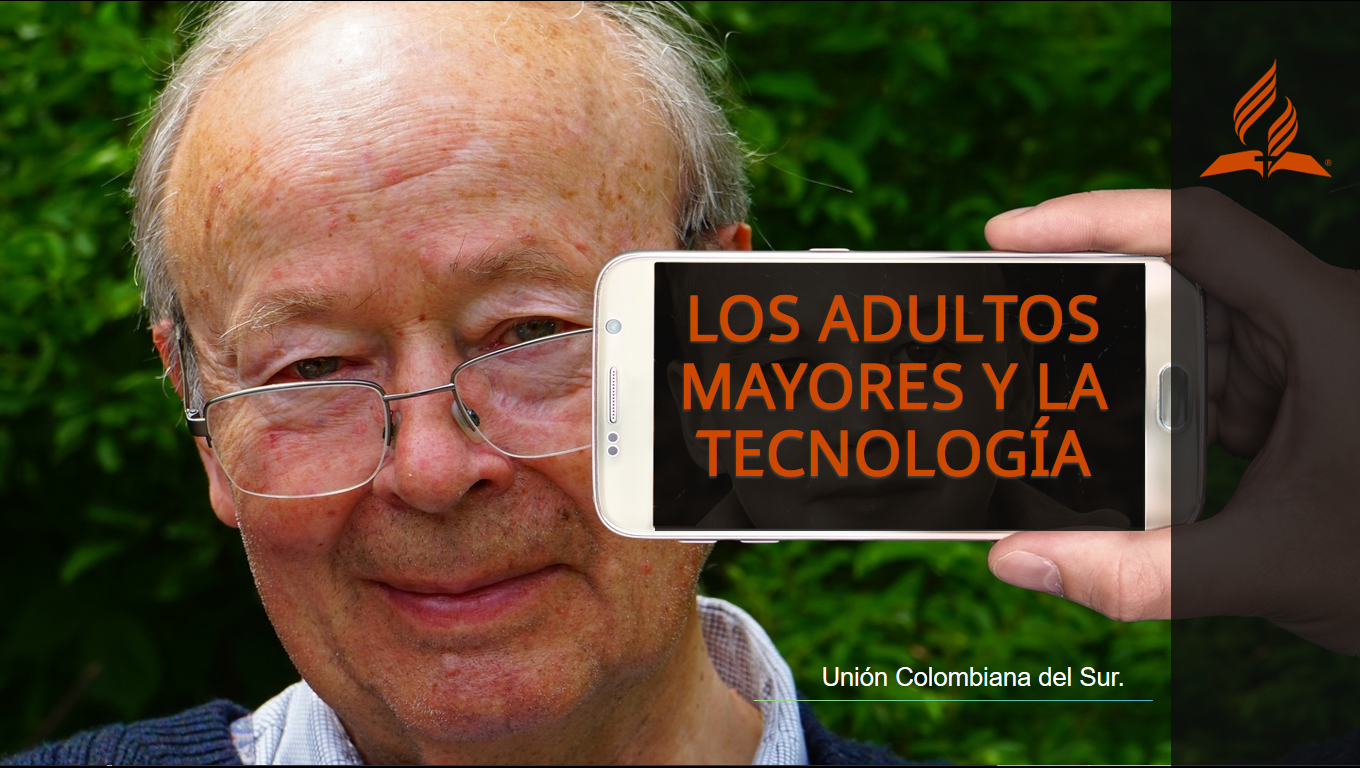 LOS ADULTOS
MAYORES Y LA
TECNOLOGÍA
Unión Colombiana del Sur.